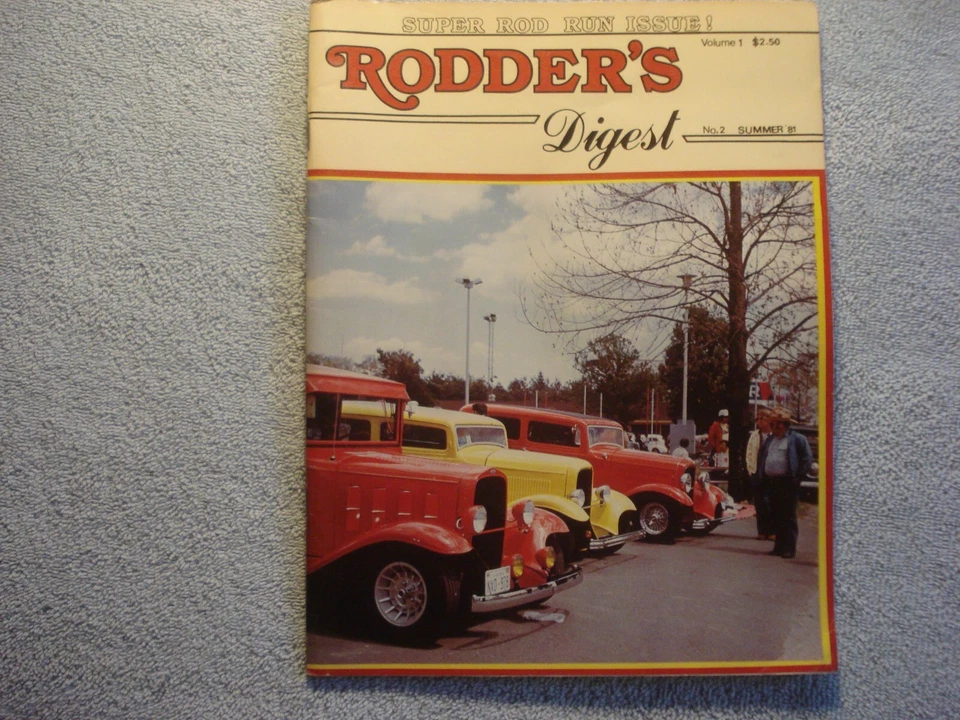 SUPER ROD RUN ISSUE!
Volume 1 $2.50
RODDER'S
Digest
No. 2 SUMMER '81